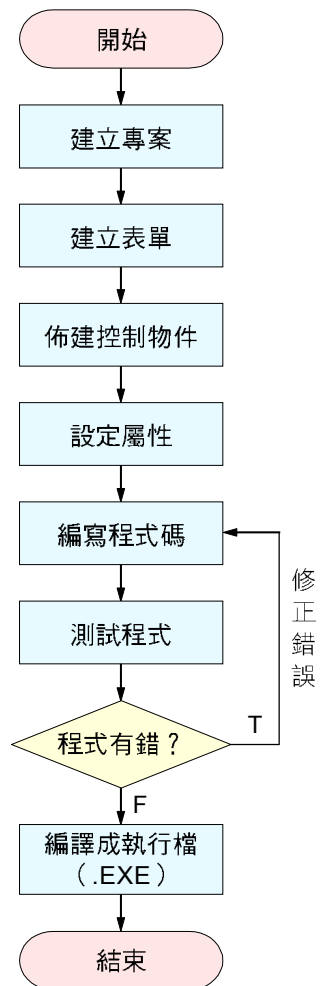 開始
建立專案
建立表單
佈建控制物件
設定屬性
編寫程式碼
修正錯誤
測試程式
程式有錯？
T
F
編譯成執行檔
（.EXE）
結束